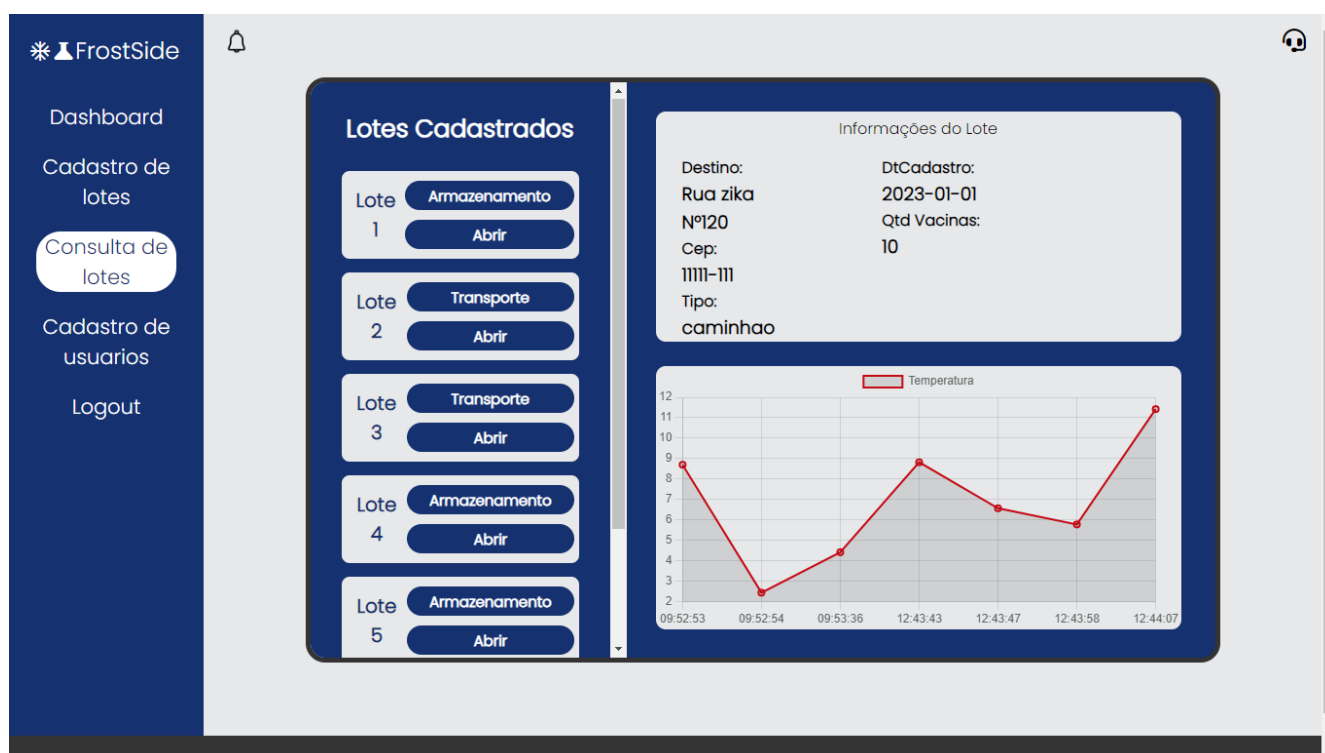 FrostSide
Dashboard
Cadastro de
lotes
Consulta de
lotes
Cadastro de
usuarios
Logout
Lotes Cadastrados
Lote
1
Armazenamento
Abrir
Lote
2
Transporte
Abrir
Lote
3
Transporte
Abrir
Lote
4
Armazenamento
Abrir
Lote
5
Armazenamento
Abrir
Informações do Lote
Destino:
Rua zika
Nº120
Cep:
11111-111
Tipo:
caminhao
DtCadastro:
2023-01-01
Qtd Vacinas:
10
Temperatura
12
11
10
9
8
7
6
5
4
3
2
09:52:53 09:52:54 09:53:36 12:43:43 12:43:47 12:43:58 12:44:07